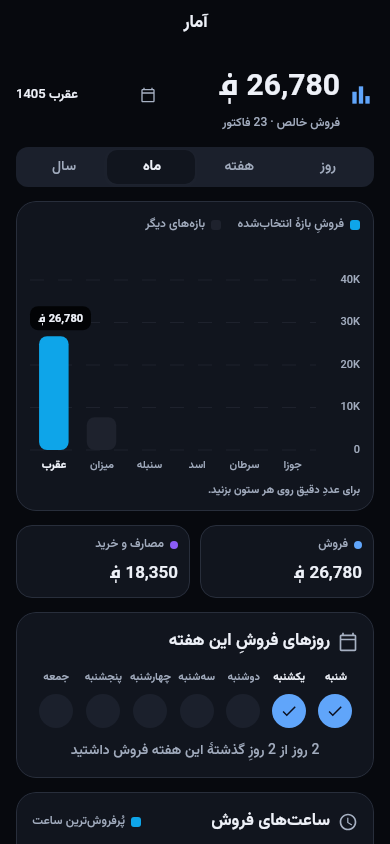 آمار
26,780 ؋
عقرب 1405
فروش خالص · 23 فاکتور
روز
هفته
ماه
سال
فروشِ بازهٔ انتخاب‌شده
بازه‌های دیگر
40K
30K
26,780 ؋
20K
10K
0
جوزا
سرطان
اسد
سنبله
میزان
عقرب
برای عددِ دقیق روی هر ستون بزنید.
فروش
26,780 ؋
مصارف و خرید
18,350 ؋
روزهای فروشِ این هفته
شنبه
یکشنبه
دوشنبه
سه‌شنبه
چهارشنبه
پنجشنبه
جمعه
2 روز از 2 روزِ گذشتهٔ این هفته فروش داشتید
ساعت‌های فروش
پُرفروش‌ترین ساعت